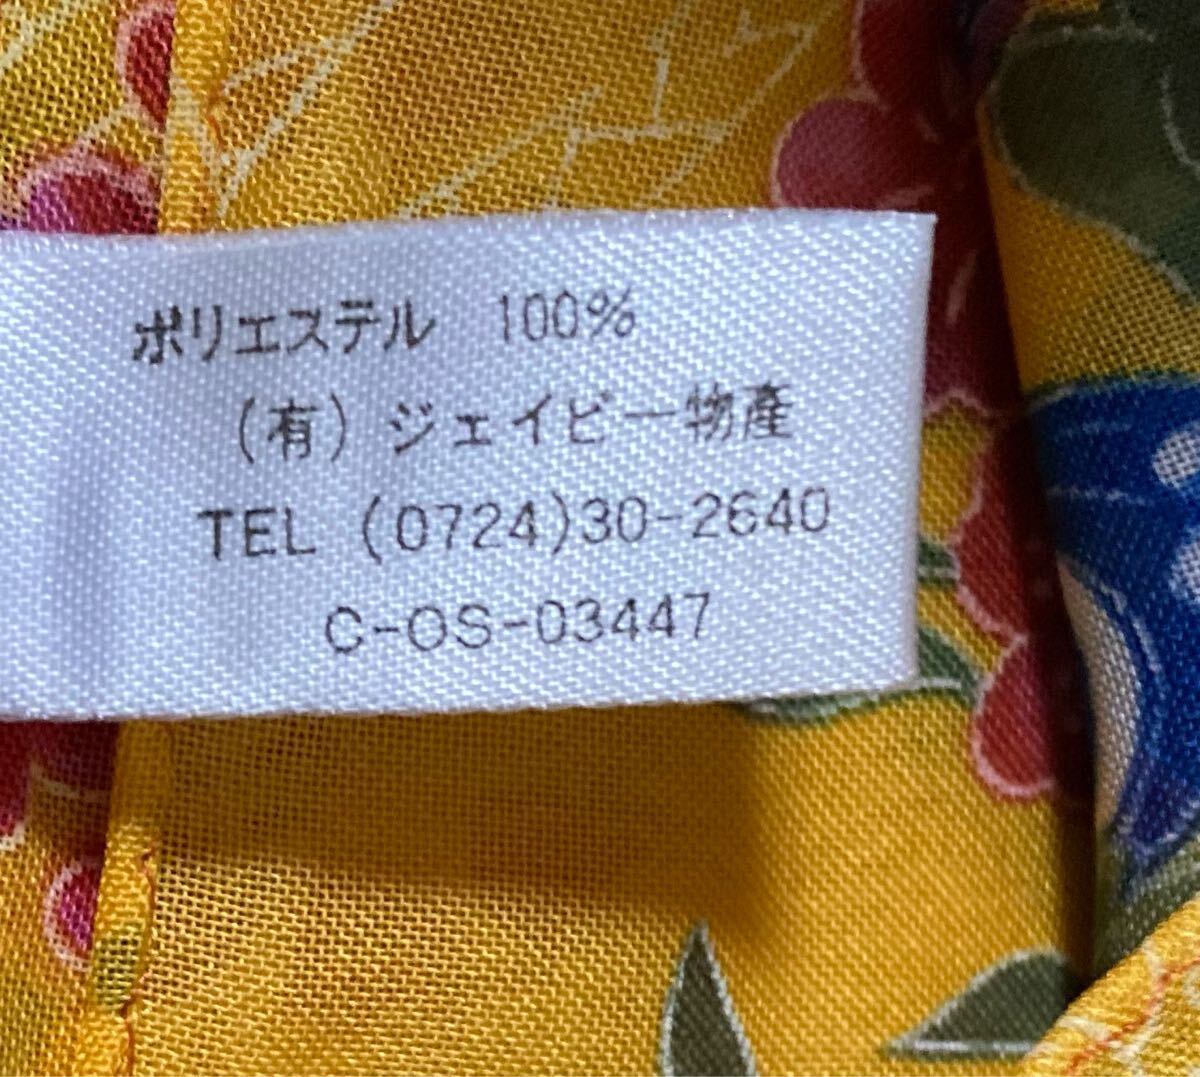 ポリエステル 100%
(有) ジェイビー物産
TEL (0724)30-2640
C-OS-03447